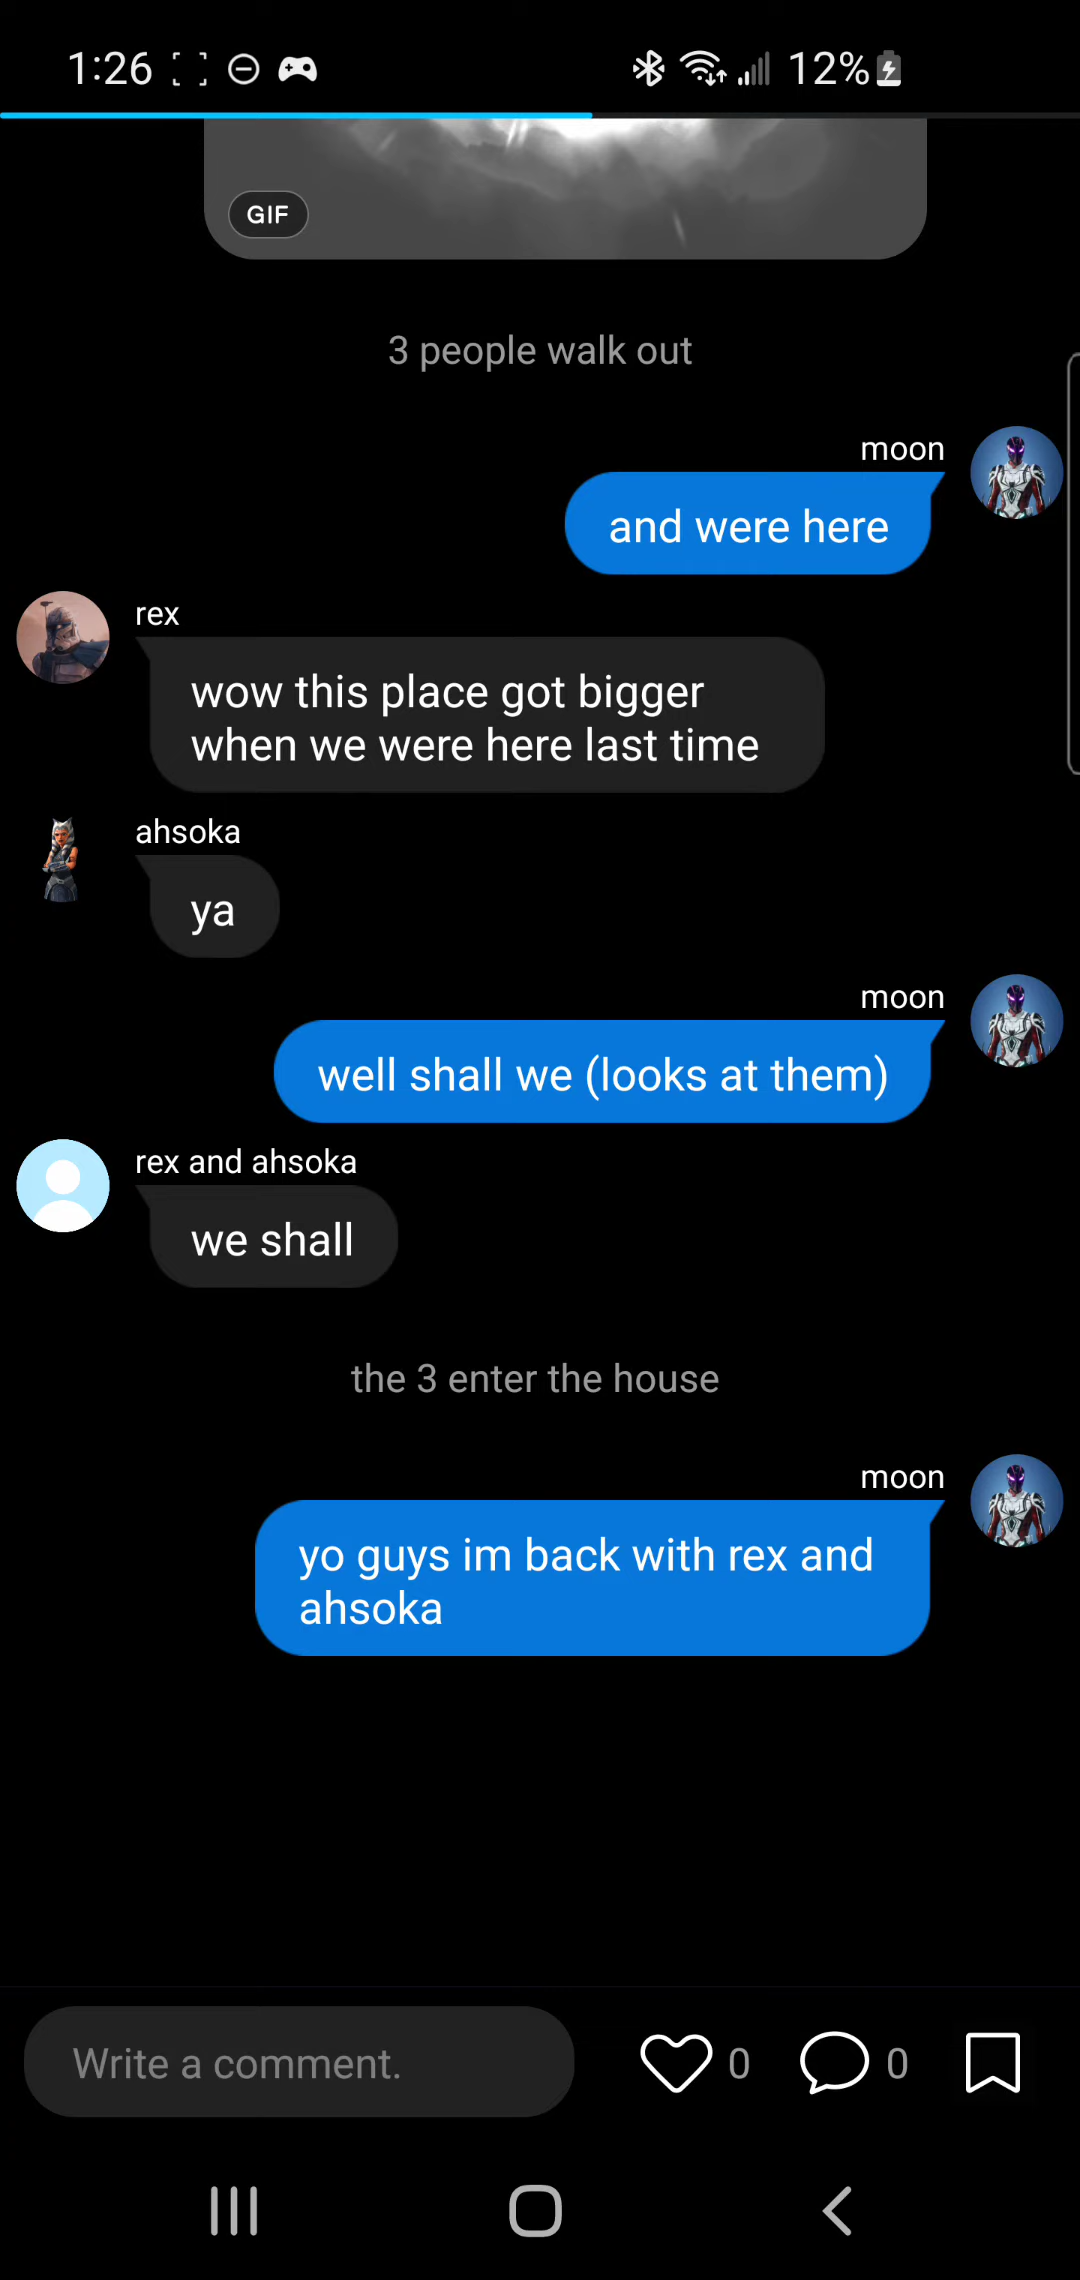 1:26
12%
GIF
3 people walk out
moon
and were here
rex
wow this place got bigger
when we were here last time
ahsoka
ya
moon
well shall we (looks at them)
rex and ahsoka
we shall
the 3 enter the house
moon
yo guys im back with rex and
ahsoka
Write a comment.
0
0